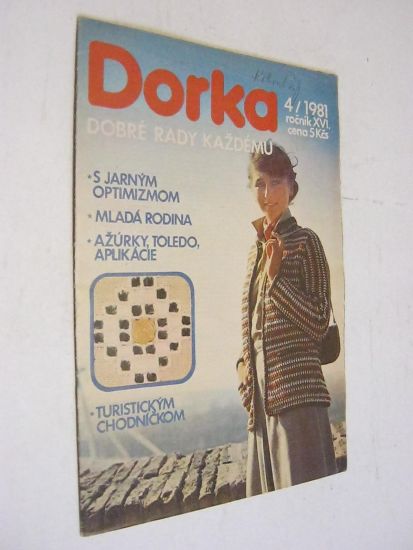 Dorka
4/1981
ročník XVI.
cena 5 Kčs
DOBRÉ RADY KAŽDÉMU
• S JARNÝM
OPTIMIZMOM
• MLADÁ RODINA
• AŽÚRKY, TOLEDO,
APLIKÁCIE
• TURISTICKÝM
CHODNÍČKOM